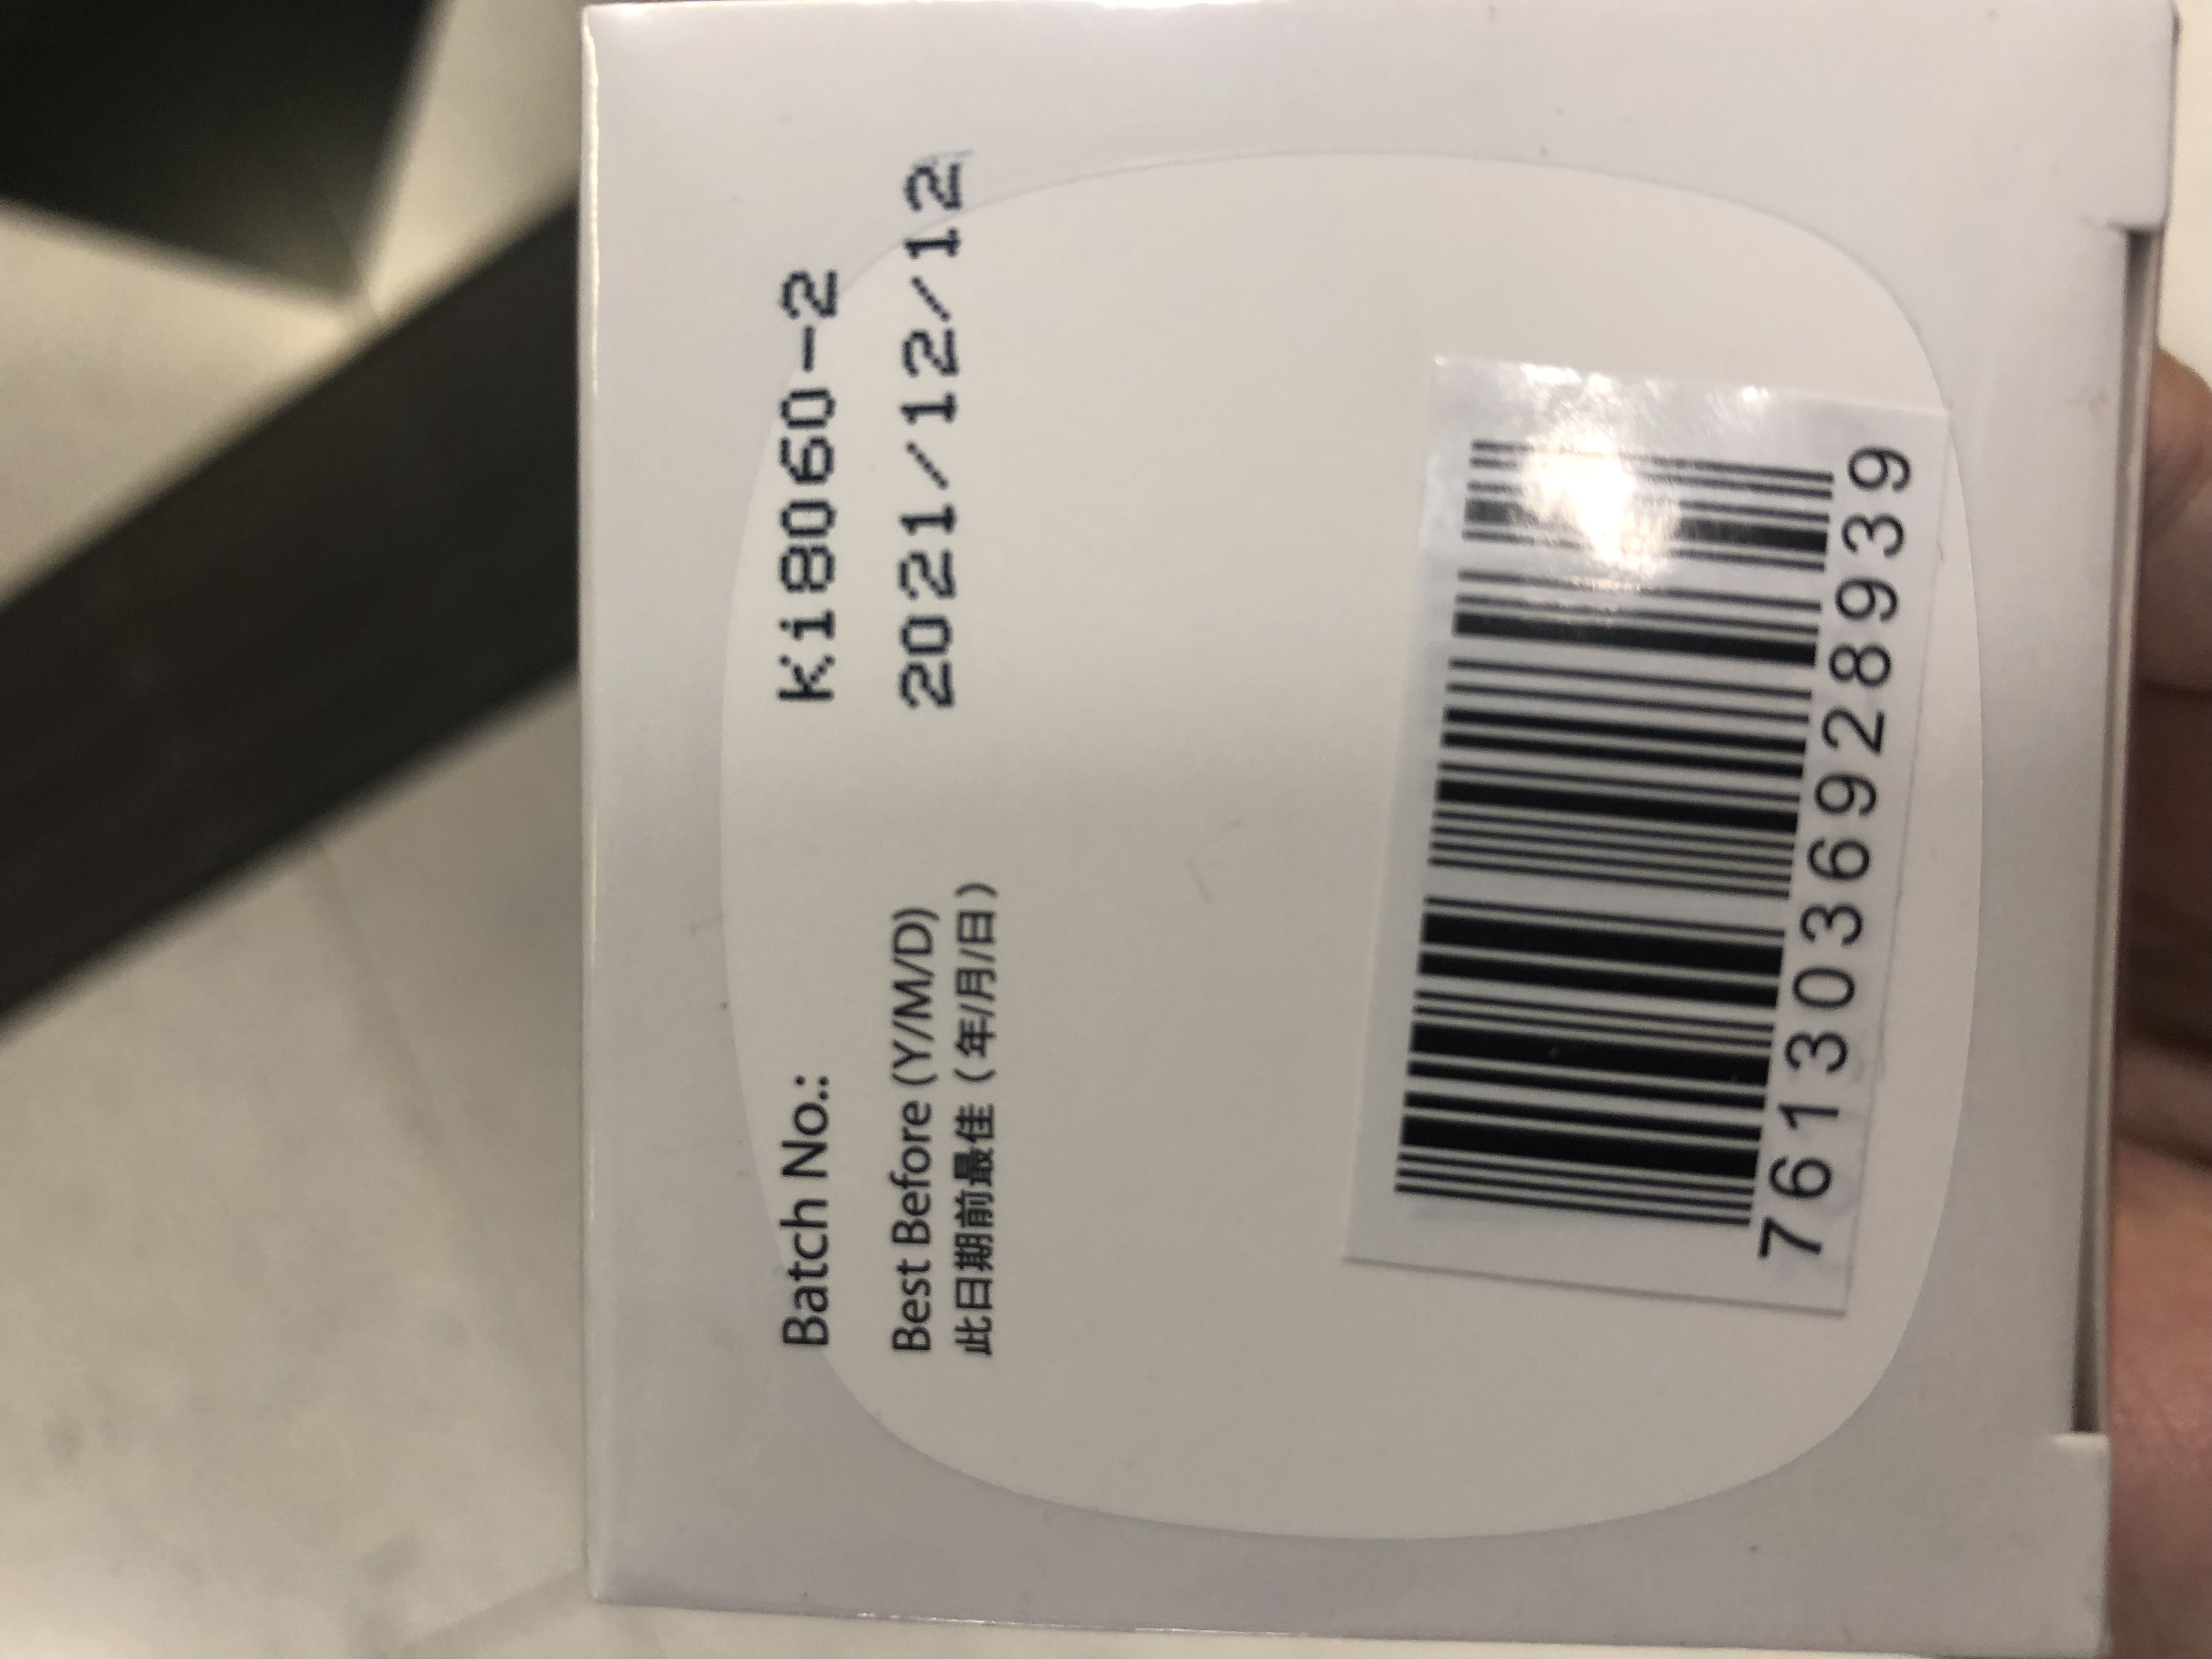 Batch No.: ki8060-2
Best Before (Y/M/D) 2021/12/12
此日期前最佳（年/月/日）
7613036928939